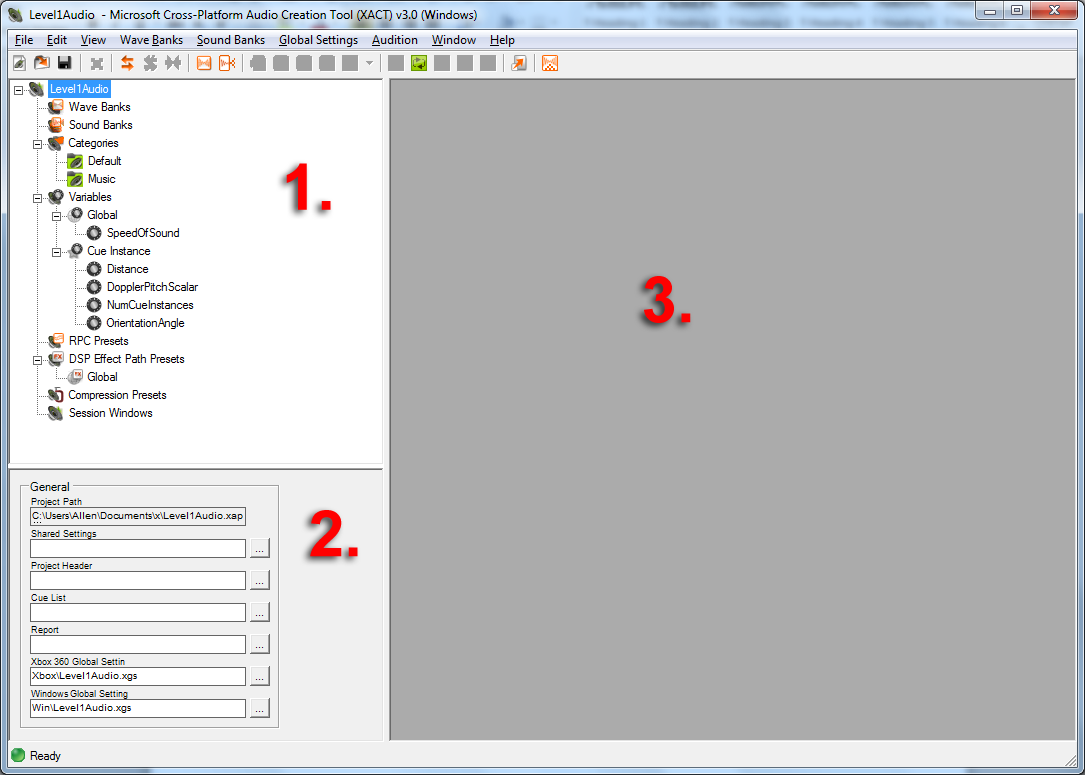 Level1Audio - Microsoft Cross-Platform Audio Creation Tool (XACT) v3.0 (Windows)
File Edit View Wave Banks Sound Banks Global Settings Audition Window Help
Level1Audio
Wave Banks
Sound Banks
Categories
Default
Music
Variables
Global
SpeedOfSound
Cue Instance
Distance
DopplerPitchScalar
NumCueInstances
OrientationAngle
RPC Presets
DSP Effect Path Presets
Global
Compression Presets
Session Windows
1.
3.
General
Project Path
C:\Users\Allen\Documents\x\Level1Audio.xap
Shared Settings
...
Project Header
...
Cue List
...
Report
...
Xbox 360 Global Settin
Xbox\Level1Audio.xgs ...
Windows Global Setting
Win\Level1Audio.xgs ...
2.
Ready